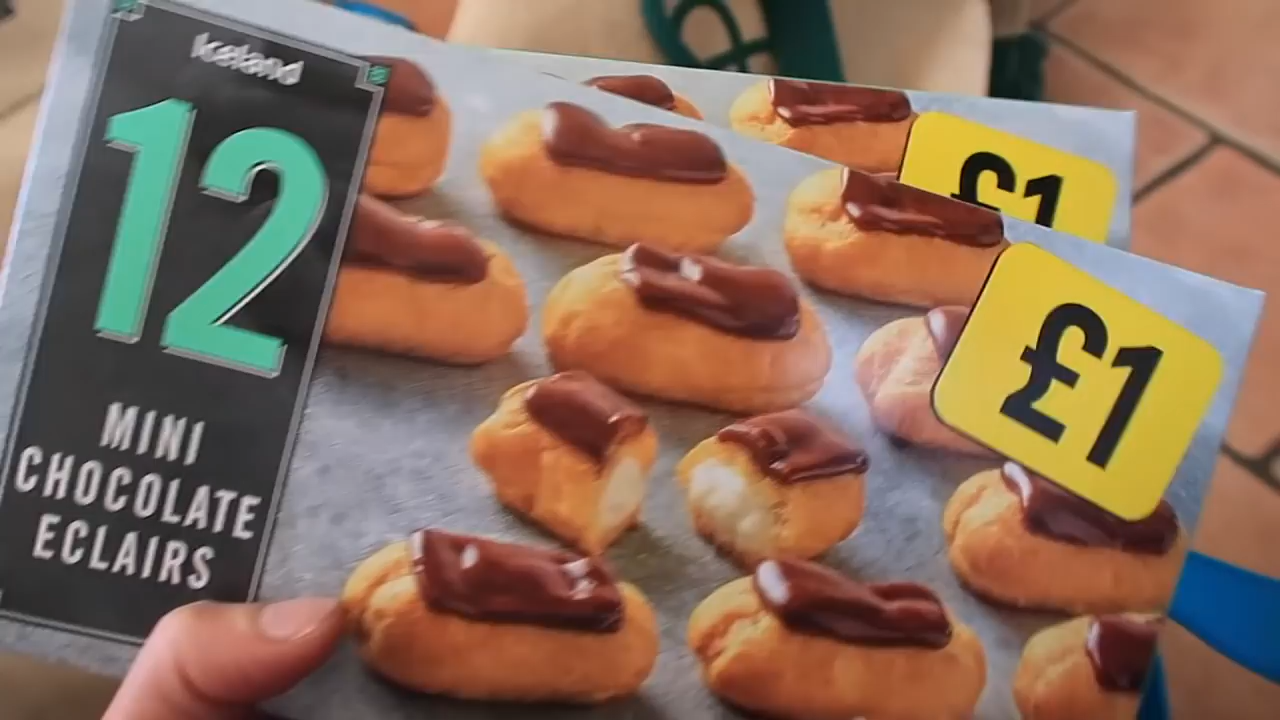 Iceland
12
MINI
CHOCOLATE
ECLAIRS
£1
£1